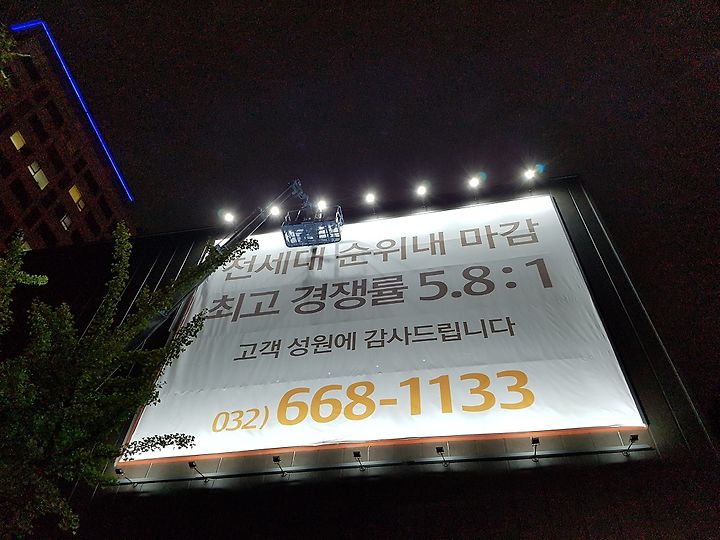 전세대 순위내 마감
최고 경쟁률 5.8:1
고객 성원에 감사드립니다
032) 668-1133